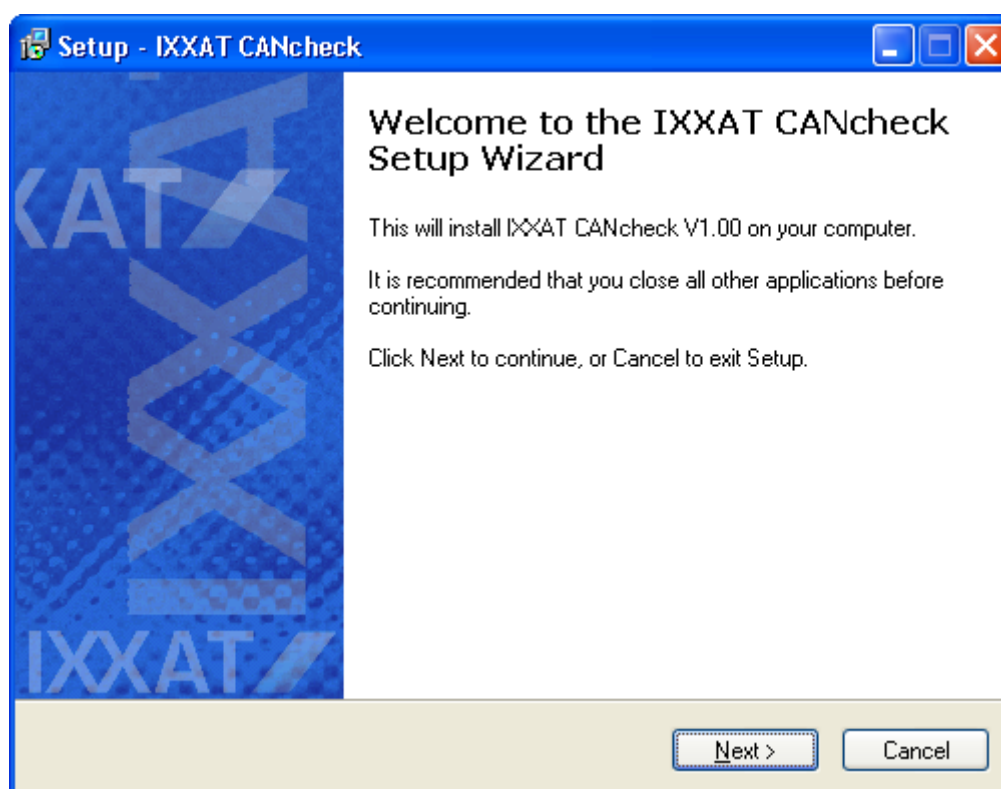 Setup - IXXAT CANcheck
Welcome to the IXXAT CANcheck
Setup Wizard
This will install IXXAT CANcheck V1.00 on your computer.
It is recommended that you close all other applications before
continuing.
Click Next to continue, or Cancel to exit Setup.
XAT
IXXA
IXXAT
Next >
Cancel